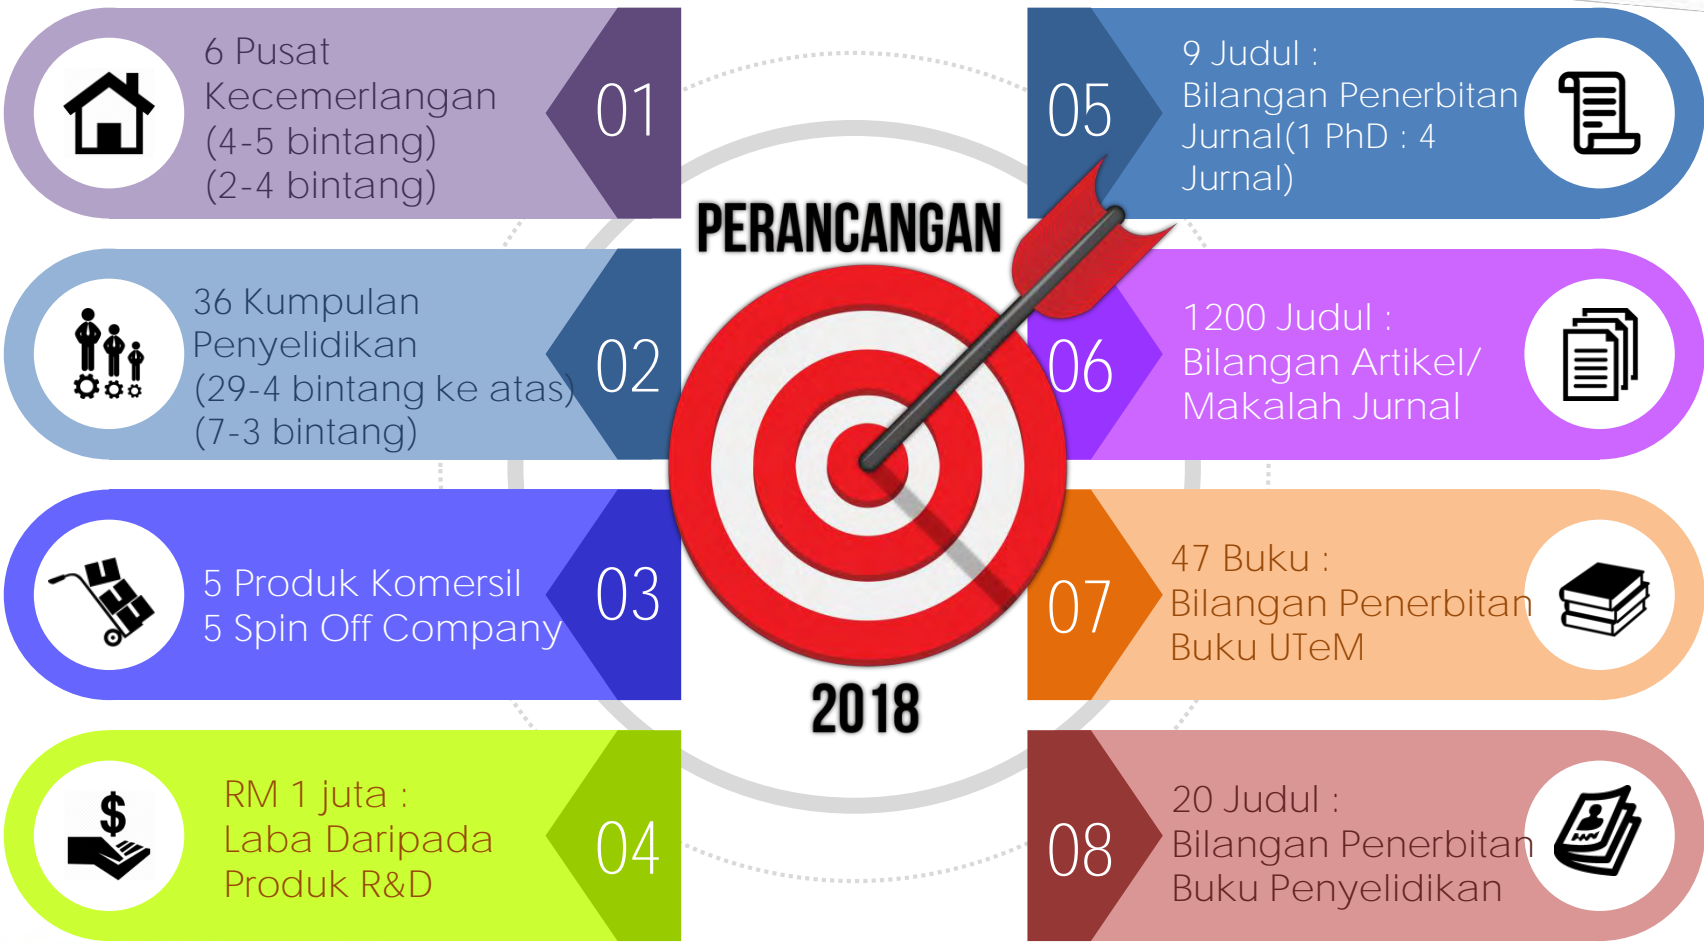 6 Pusat
Kecemerlangan
(4-5 bintang)
(2-4 bintang)
01
36 Kumpulan
Penyelidikan
(29-4 bintang ke atas)
(7-3 bintang)
02
5 Produk Komersil
5 Spin Off Company
03
RM 1 juta :
Laba Daripada
Produk R&D
04
PERANCANGAN
2018
05
9 Judul :
Bilangan Penerbitan
Jurnal(1 PhD : 4
Jurnal)
06
1200 Judul :
Bilangan Artikel/
Makalah Jurnal
07
47 Buku :
Bilangan Penerbitan
Buku UTeM
08
20 Judul :
Bilangan Penerbitan
Buku Penyelidikan